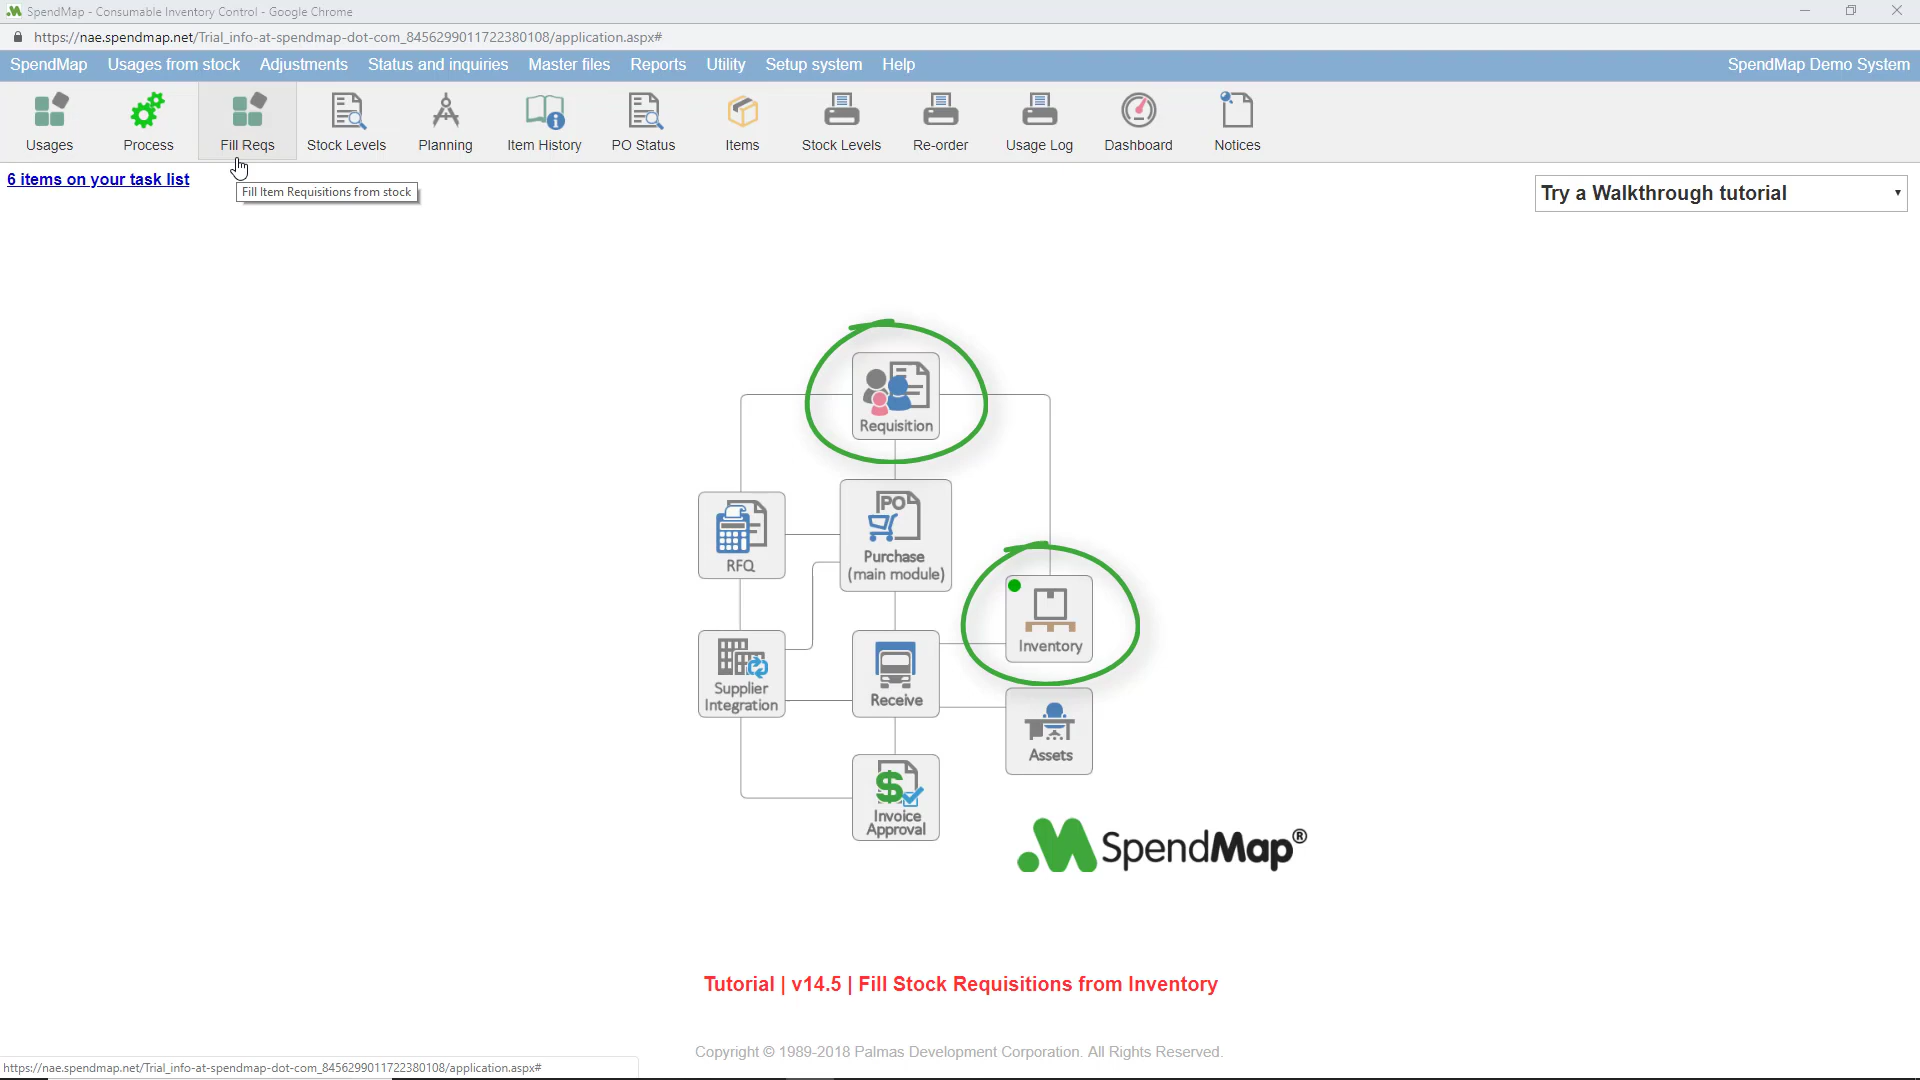 SpendMap - Consumable Inventory Control - Google Chrome
https://nae.spendmap.net/Trial_info-at-spendmap-dot-com_8456299011722380108/application.aspx#
SpendMap Usages from stock Adjustments Status and inquiries Master files Reports Utility Setup system Help SpendMap Demo System
Usages Process Fill Reqs Stock Levels Planning Item History PO Status Items Stock Levels Re-order Usage Log Dashboard Notices
6 items on your task list
Fill Item Requisitions from stock
Try a Walkthrough tutorial
Requisition
PO
Purchase
(main module)
RFQ
Inventory
Supplier
Integration
Receive
Assets
Invoice
Approval
SpendMap®
Tutorial | v14.5 | Fill Stock Requisitions from Inventory
Copyright © 1989-2018 Palmas Development Corporation. All Rights Reserved.
https://nae.spendmap.net/Trial_info-at-spendmap-dot-com_8456299011722380108/application.aspx#